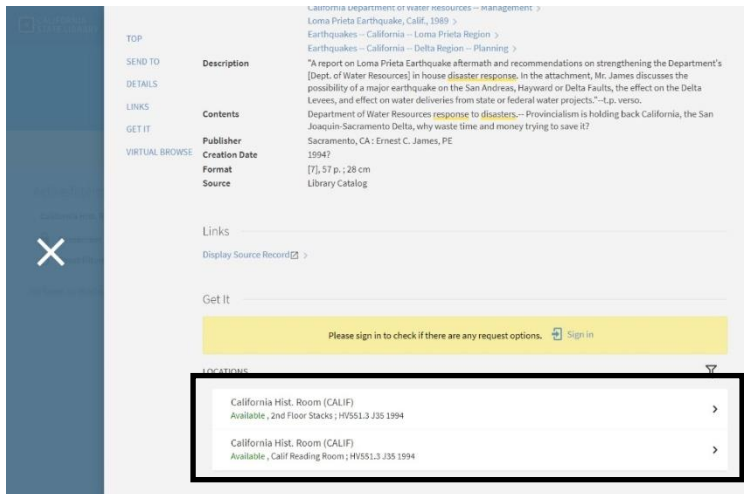 California Department of Water Resources -- Management >
Loma Prieta Earthquake, Calif., 1989 >
TOP
Earthquakes -- California -- Loma Prieta Region >
Earthquakes -- California -- Delta Region -- Planning >
SEND TO
Description
"A report on Loma Prieta Earthquake aftermath and recommendations on strengthening the Department's
[Dept. of Water Resources] in house disaster response. In the attachment, Mr. James discusses the
DETAILS
possibility of a major earthquake on the San Andreas, Hayward or Delta Faults, the effect on the Delta
Levees, and effect on water deliveries from state or federal water projects."--t.p. verso.
LINKS
Contents
Department of Water Resources response to disasters.-- Provincialism is holding back California, the San
Joaquin-Sacramento Delta, why waste time and money trying to save it?
GET IT
Publisher
Sacramento, CA : Ernest C. James, PE
VIRTUAL BROWSE
Creation Date
1994?
Format
[7], 57 p. ; 28 cm
Source
Library Catalog
Links
Display Source Record >
Get It
Please sign in to check if there are any request options. Sign in
LOCATIONS
California Hist. Room (CALIF)
Available , 2nd Floor Stacks ; HV551.3 J35 1994
California Hist. Room (CALIF)
Available , Calif Reading Room ; HV551.3 J35 1994